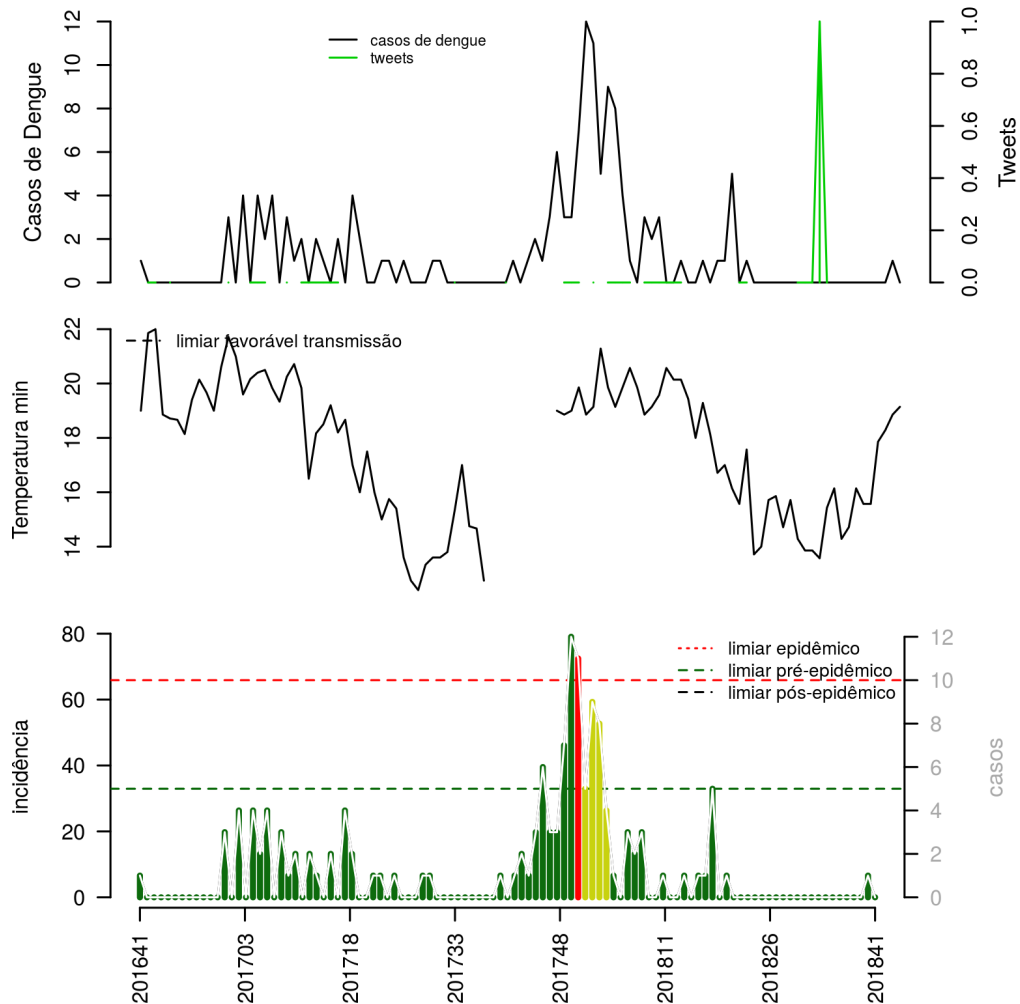 casos de dengue
tweets
Casos de Dengue
0 2 4 6 8 10 12
Tweets
0.0 0.2 0.4 0.6 0.8 1.0
limiar favorável transmissão
Temperatura min
14 16 18 20 22
limiar epidêmico
limiar pré-epidêmico
limiar pós-epidêmico
incidência
0 20 40 60 80
casos
0 2 4 6 8 10 12
201641 201703 201718 201733 201748 201811 201826 201841